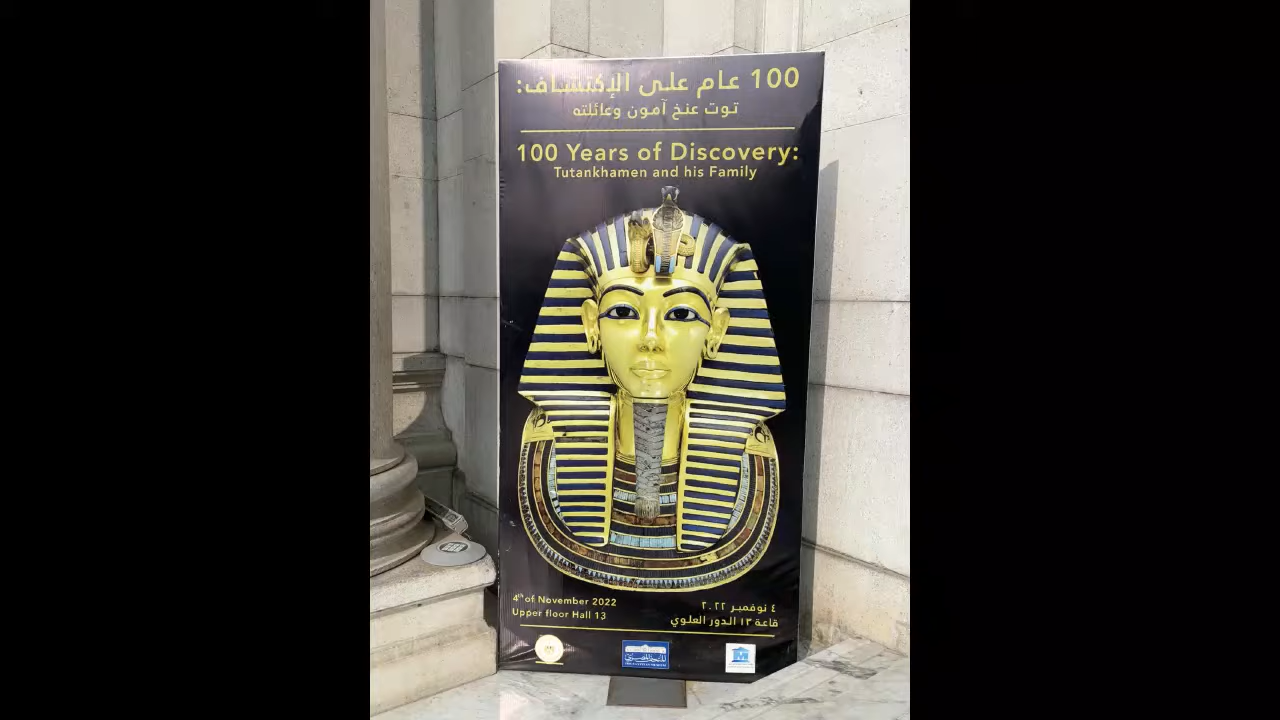 100 عام على الإكتشاف:
توت عنخ آمون وعائلته
100 Years of Discovery:
Tutankhamen and his Family
4th of November 2022
Upper floor Hall 13
٤ نوفمبر ٢٠٢٢
قاعة ١٣ الدور العلوي